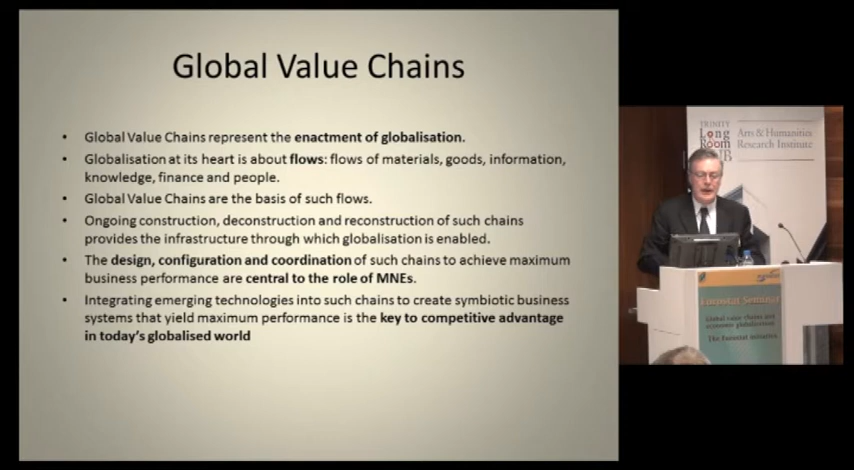 Global Value Chains
• Global Value Chains represent the enactment of globalisation.
• Globalisation at its heart is about flows: flows of materials, goods, information,
knowledge, finance and people.
• Global Value Chains are the basis of such flows.
• Ongoing construction, deconstruction and reconstruction of such chains
provides the infrastructure through which globalisation is enabled.
• The design, configuration and coordination of such chains to achieve maximum
business performance are central to the role of MNEs.
• Integrating emerging technologies into such chains to create symbiotic business
systems that yield maximum performance is the key to competitive advantage
in today's globalised world
TRINITY
Long
Room
HUB
Arts & Humanities
Research Institute
Eurostat Seminar
Global value chains and
economic globalisation
The Eurostat initiative